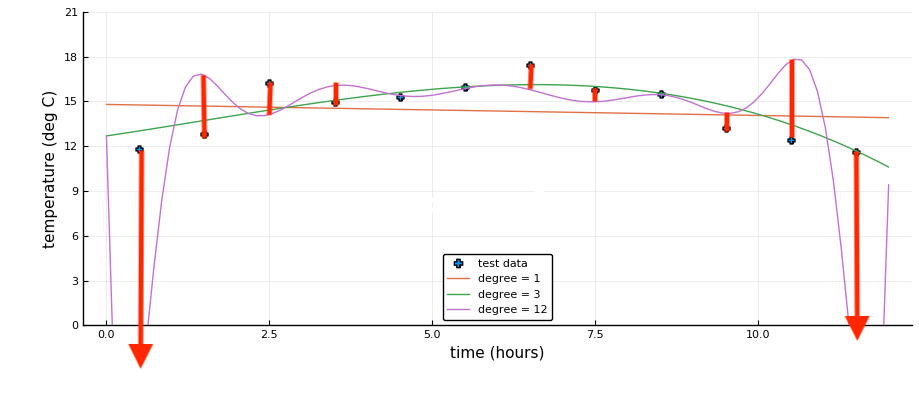 21
18
15
12
9
6
3
0
temperature (deg C)
test data
degree = 1
degree = 3
degree = 12
0.0 2.5 5.0 7.5 10.0
time (hours)